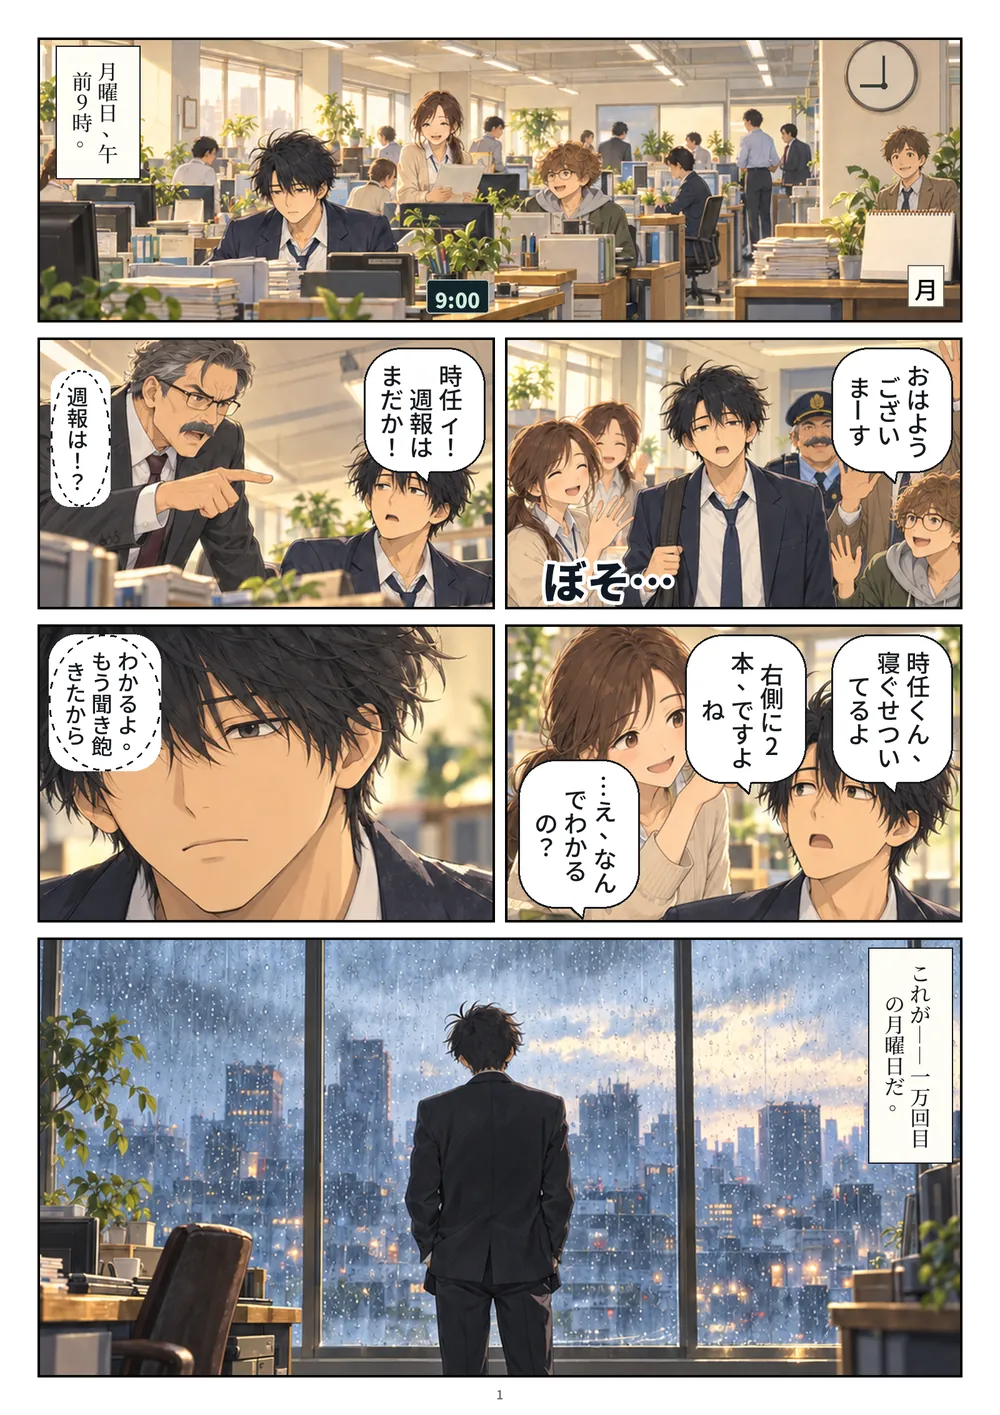 月曜日、午
前9時。
9:00
月
おはよう
ござい
まーす
ぼそ…
時任ィ!
週報は
まだか!
週報は!?
時任くん、
寝ぐせつい
てるよ
右側に2
本、ですよ
ね
…え、なん
でわかる
の?
わかるよ。
もう聞き飽
きたから
これが——一万回目
の月曜日だ。
1